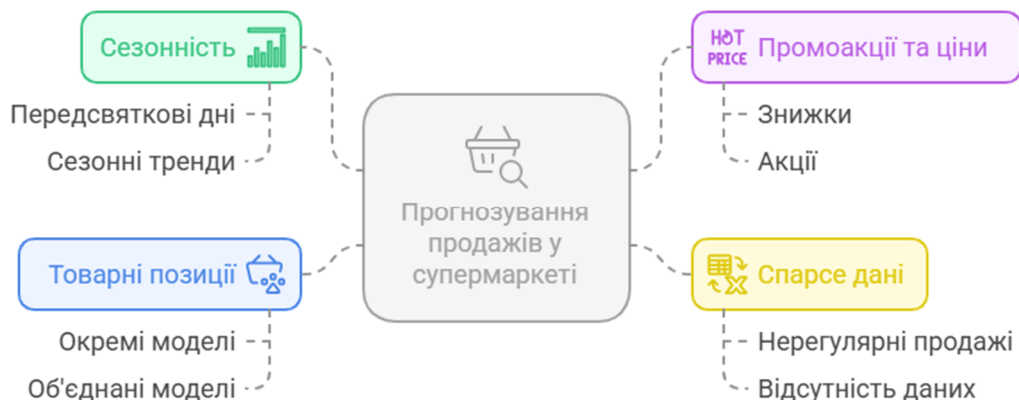 Сезонність
Передсвяткові дні
Сезонні тренди
Товарні позиції
Окремі моделі
Об'єднані моделі
Прогнозування
продажів у
супермаркеті
HOT
PRICE
Промоакції та ціни
Знижки
Акції
Спарсе дані
Нерегулярні продажі
Відсутність даних